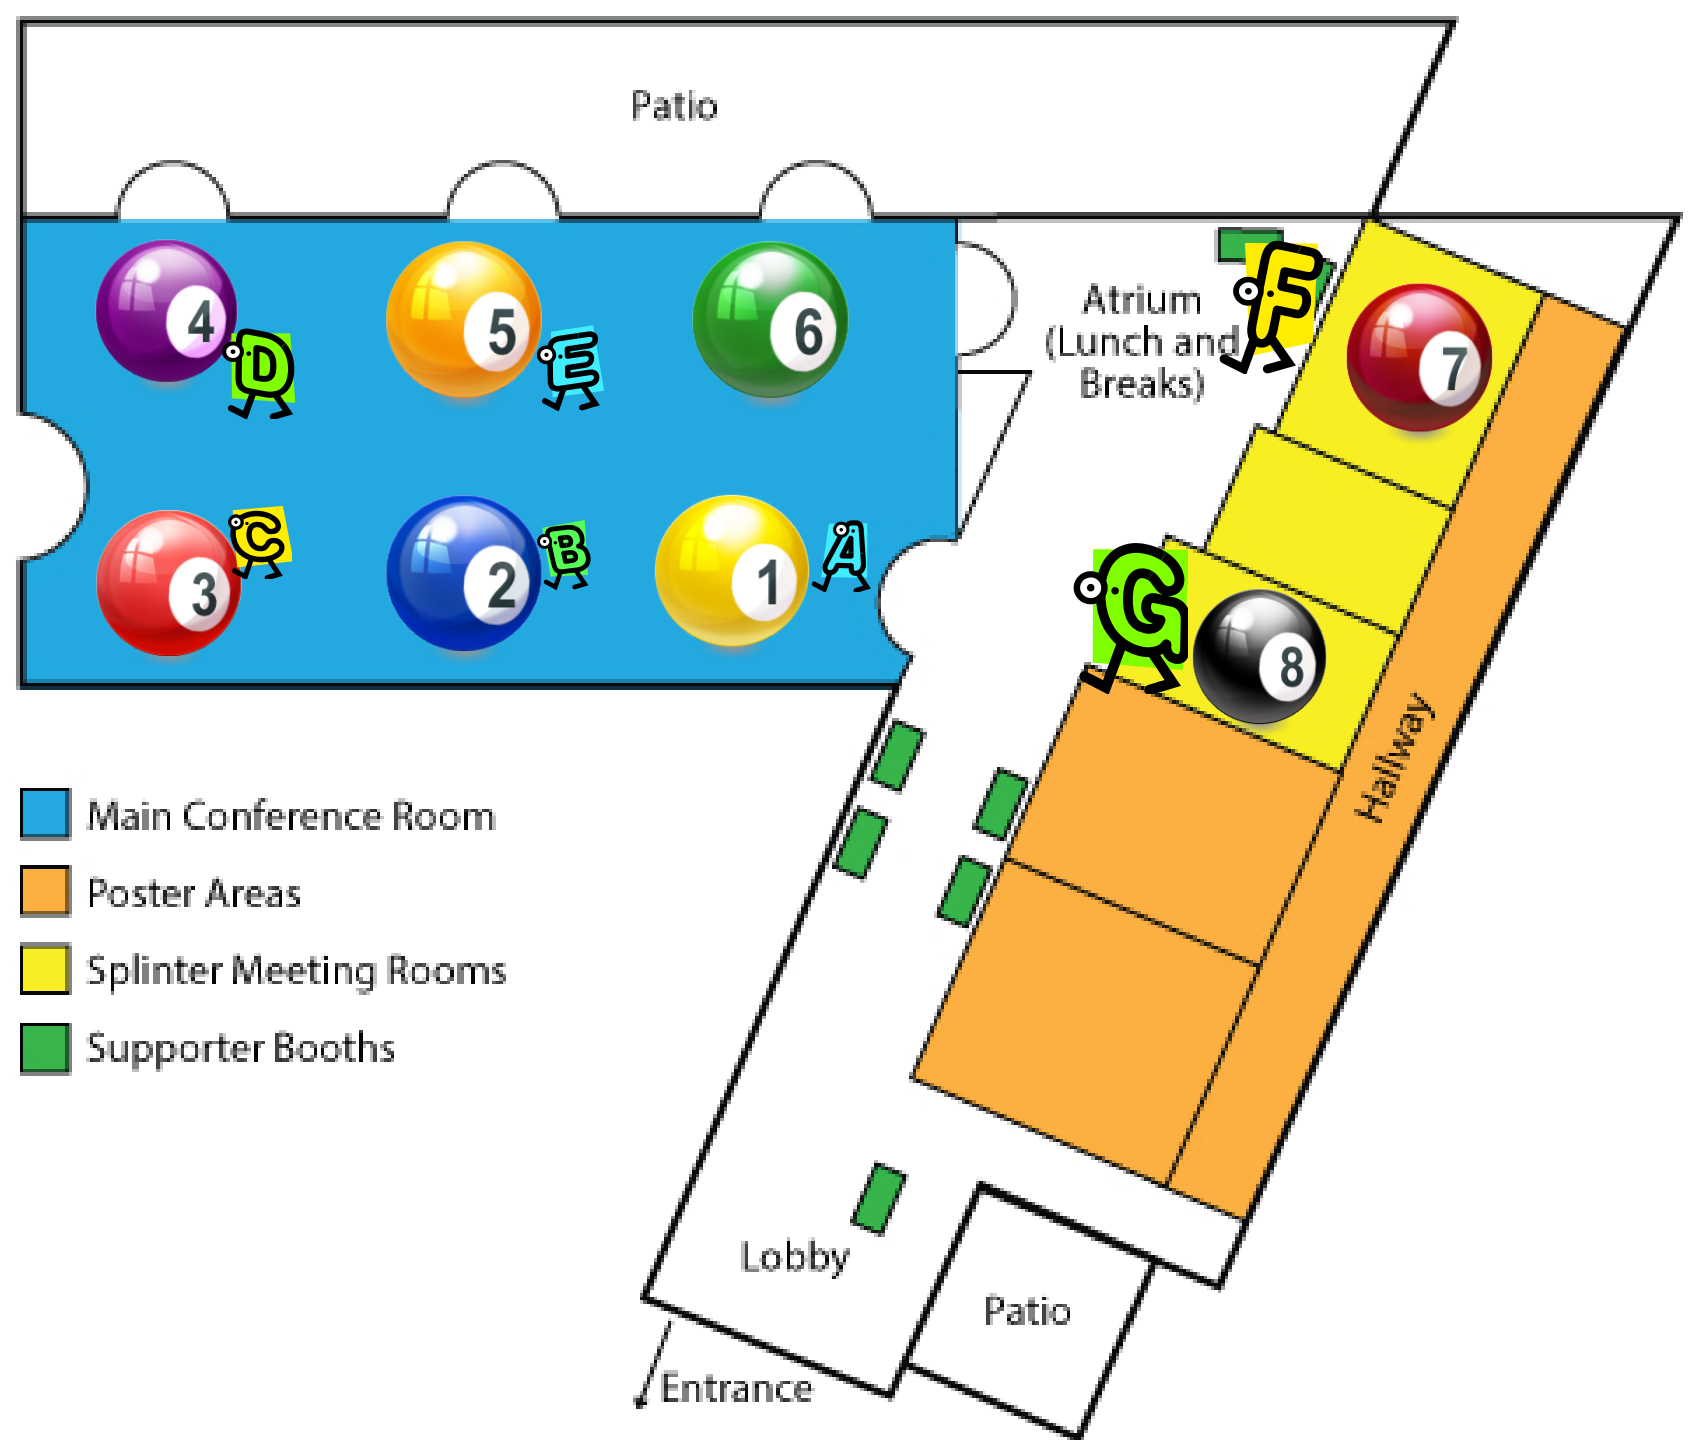 Patio
4
5
6
D
E
F
Atrium
(Lunch and
Breaks)
7
3
C
2
B
1
A
G
8
Hallway
Main Conference Room
Poster Areas
Splinter Meeting Rooms
Supporter Booths
Lobby
Patio
Entrance